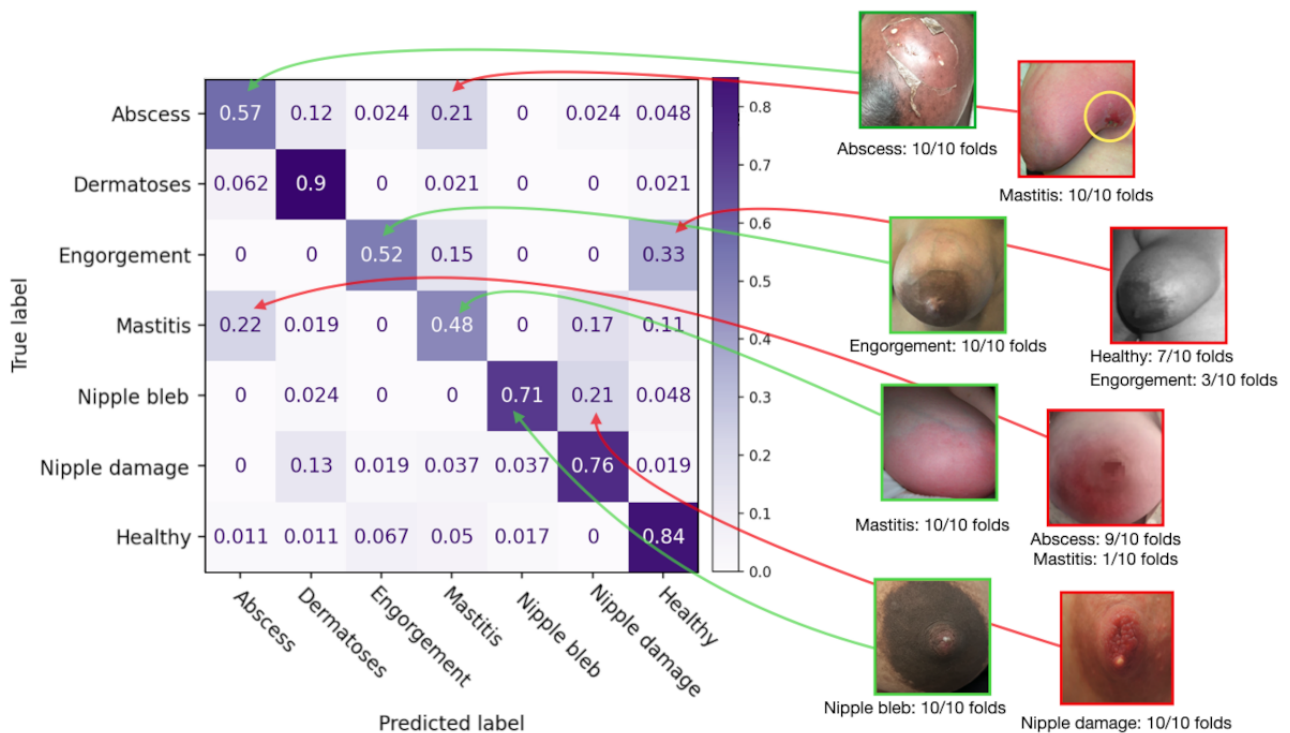 True label
Abscess 0.57 0.12 0.024 0.21 0 0.024 0.048
Dermatoses 0.062 0.9 0 0.021 0 0 0.021
Engorgement 0 0 0.52 0.15 0 0 0.33
Mastitis 0.22 0.019 0 0.48 0 0.17 0.11
Nipple bleb 0 0.024 0 0 0.71 0.21 0.048
Nipple damage 0 0.13 0.019 0.037 0.037 0.76 0.019
Healthy 0.011 0.011 0.067 0.05 0.017 0 0.84
Abscess
Dermatoses
Engorgement
Mastitis
Nipple bleb
Nipple damage
Healthy
Predicted label
0.8
0.7
0.6
0.5
0.4
0.3
0.2
0.1
0.0
Abscess: 10/10 folds
Mastitis: 10/10 folds
Engorgement: 10/10 folds
Healthy: 7/10 folds
Engorgement: 3/10 folds
Mastitis: 10/10 folds
Abscess: 9/10 folds
Mastitis: 1/10 folds
Nipple bleb: 10/10 folds
Nipple damage: 10/10 folds